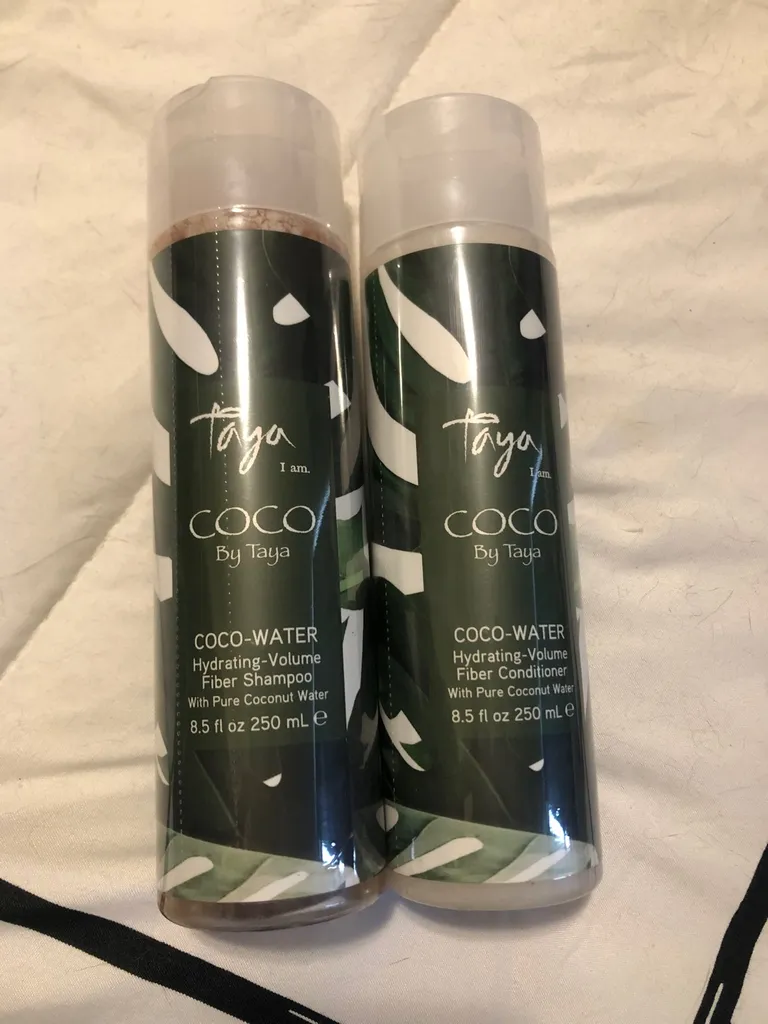 Taya
I am.
COCO
By Taya
COCO-WATER
Hydrating-Volume
Fiber Shampoo
With Pure Coconut Water
8.5 fl oz 250 mL ℮
Taya
I am.
COCO
By Taya
COCO-WATER
Hydrating-Volume
Fiber Conditioner
With Pure Coconut Water
8.5 fl oz 250 mL ℮